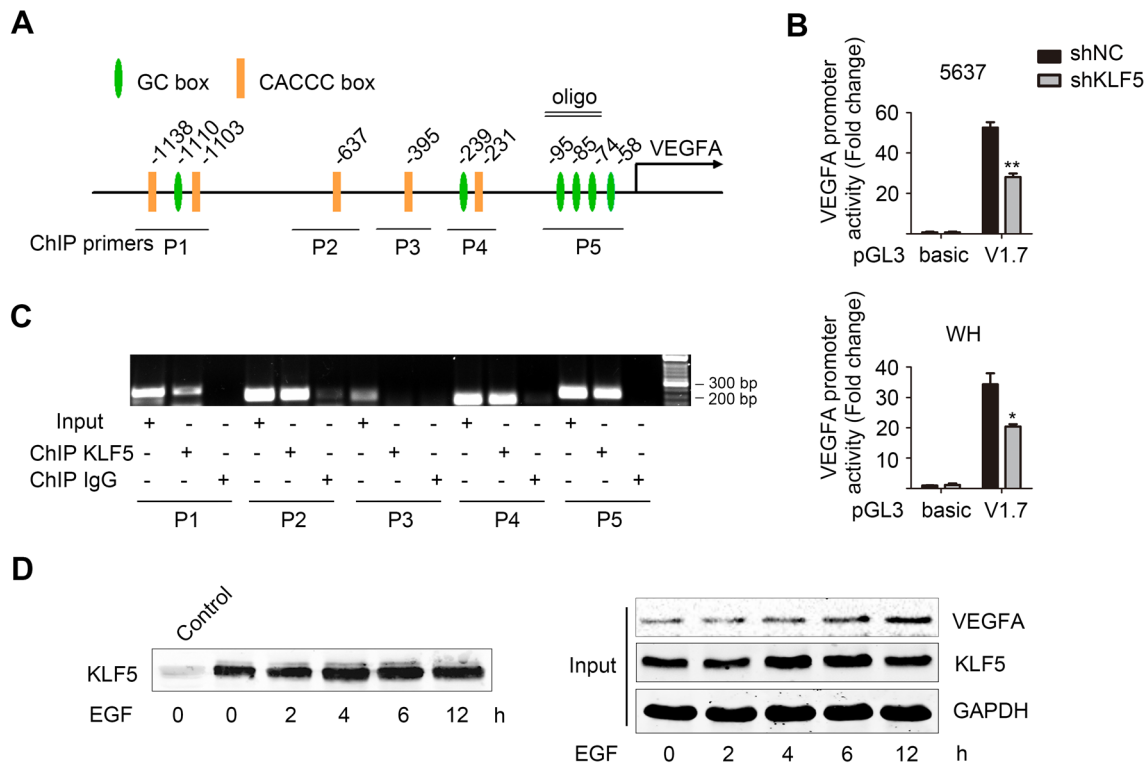 A
GC box
CACCC box
oligo
-1138
-1110
-1103
-637
-395
-239
-231
-95
-85
-74
-58
VEGFA
ChIP primers
P1
P2
P3
P4
P5
B
shNC
shKLF5
5637
VEGFA promoter
activity (Fold change)
60
40
20
pGL3 basic V1.7
**
WH
VEGFA promoter
activity (Fold change)
40
30
20
10
*
pGL3 basic V1.7
C
300 bp
200 bp
Input + - - + - - + - - + - - + - -
ChIP KLF5 - + - - + - - + - - + - - + -
ChIP IgG - - + - - + - - + - - + - - +
P1 P2 P3 P4 P5
D
Control
KLF5
EGF 0 0 2 4 6 12 h
Input
VEGFA
KLF5
GAPDH
EGF 0 2 4 6 12 h